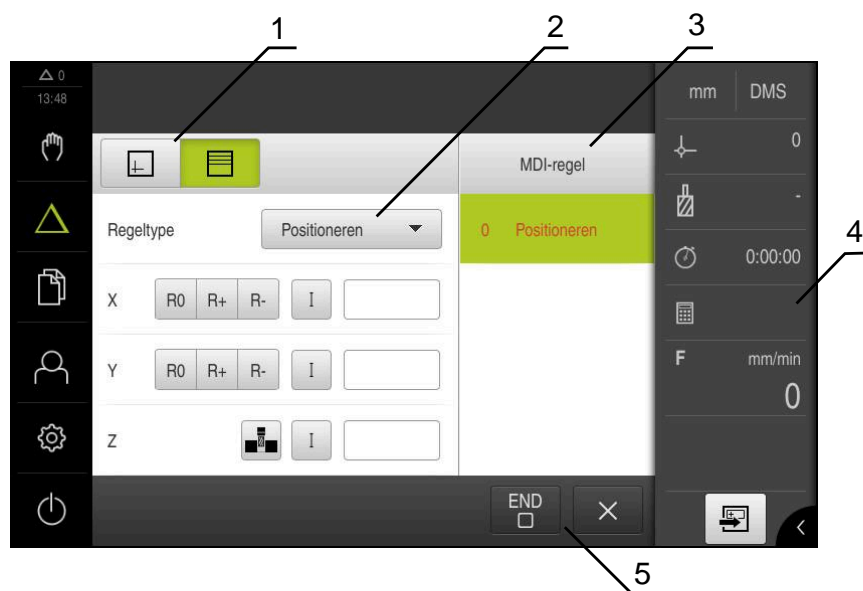 1 2 3
0
13:48
mm DMS
0
MDI-regel
-
Regeltype Positioneren 0 Positioneren
4
0:00:00
X R0 R+ R- I
F mm/min
Y R0 R+ R- I
0
Z I
END
5